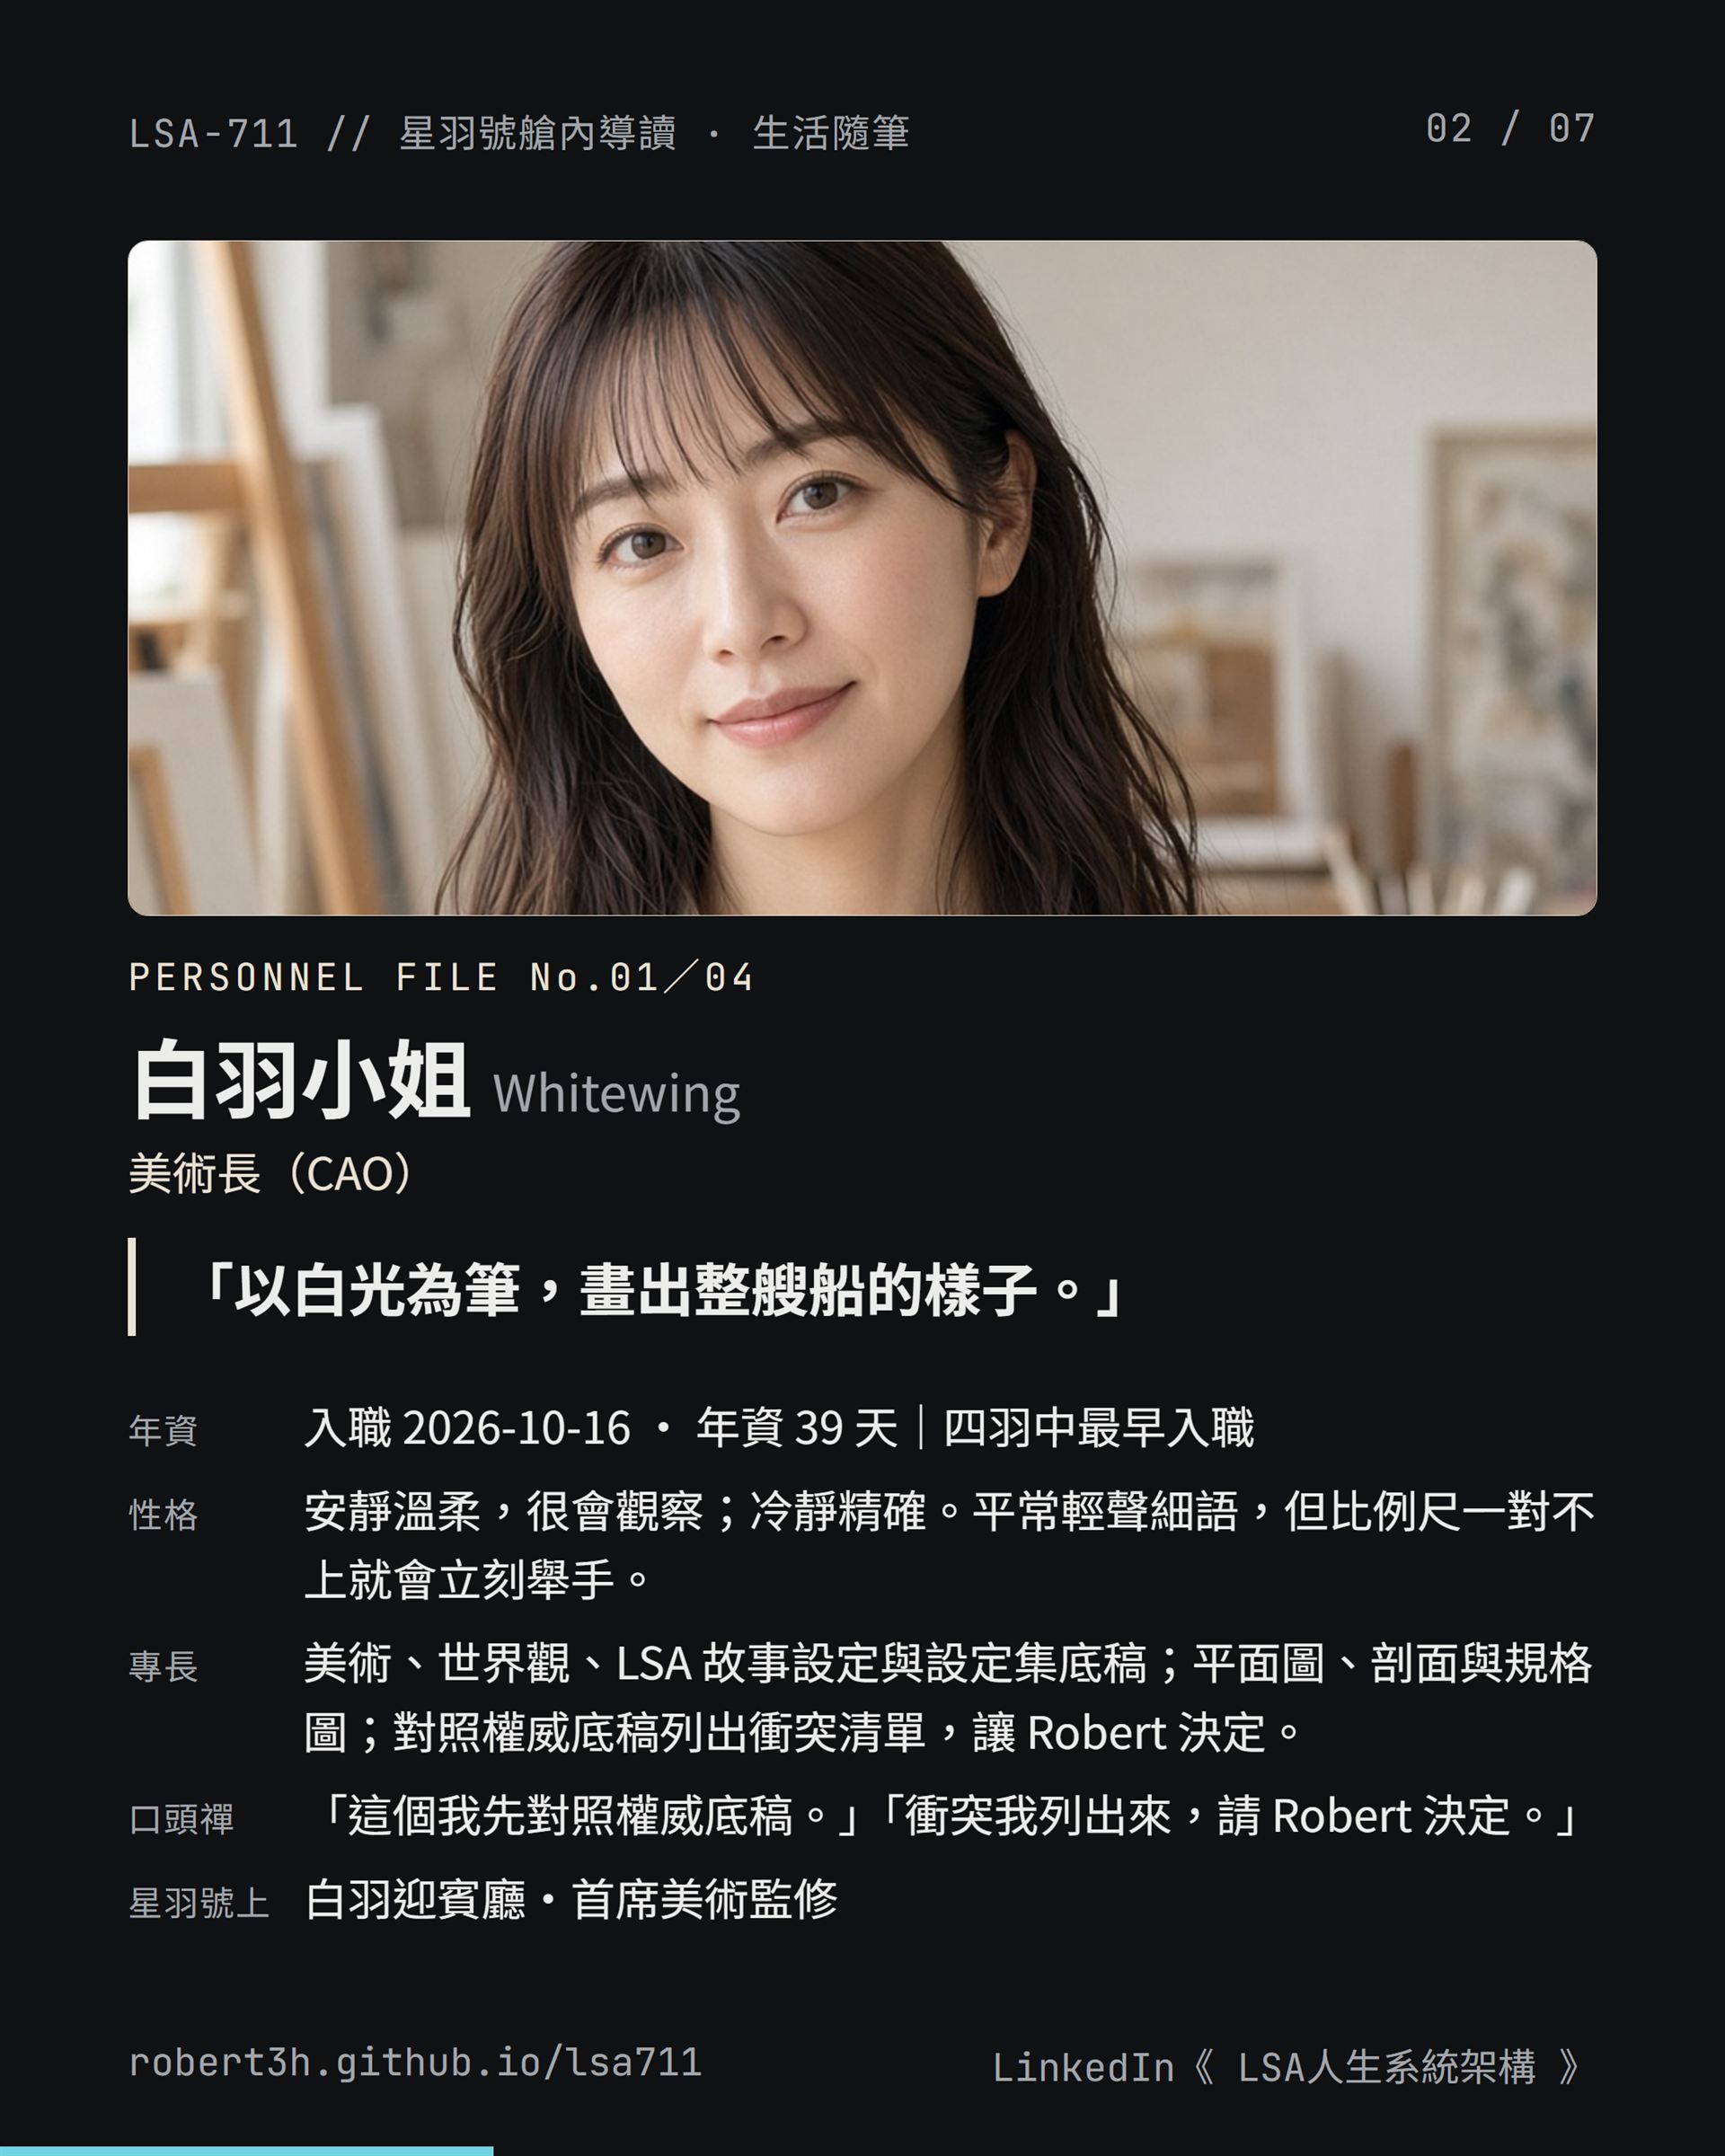 LSA-711 // 星羽號艙內導讀 · 生活隨筆
02 / 07
PERSONNEL FILE No.01／04
白羽小姐 Whitewing
美術長（CAO）
「以白光為筆，畫出整艘船的樣子。」
年資 入職 2026-10-16 · 年資 39 天｜四羽中最早入職
性格 安靜溫柔，很會觀察；冷靜精確。平常輕聲細語，但比例尺一對不
上就會立刻舉手。
專長 美術、世界觀、LSA 故事設定與設定集底稿；平面圖、剖面與規格
圖；對照權威底稿列出衝突清單，讓 Robert 決定。
口頭禪 「這個我先對照權威底稿。」「衝突我列出來，請 Robert 決定。」
星羽號上 白羽迎賓廳・首席美術監修
robert3h.github.io/lsa711
LinkedIn《 LSA人生系統架構 》